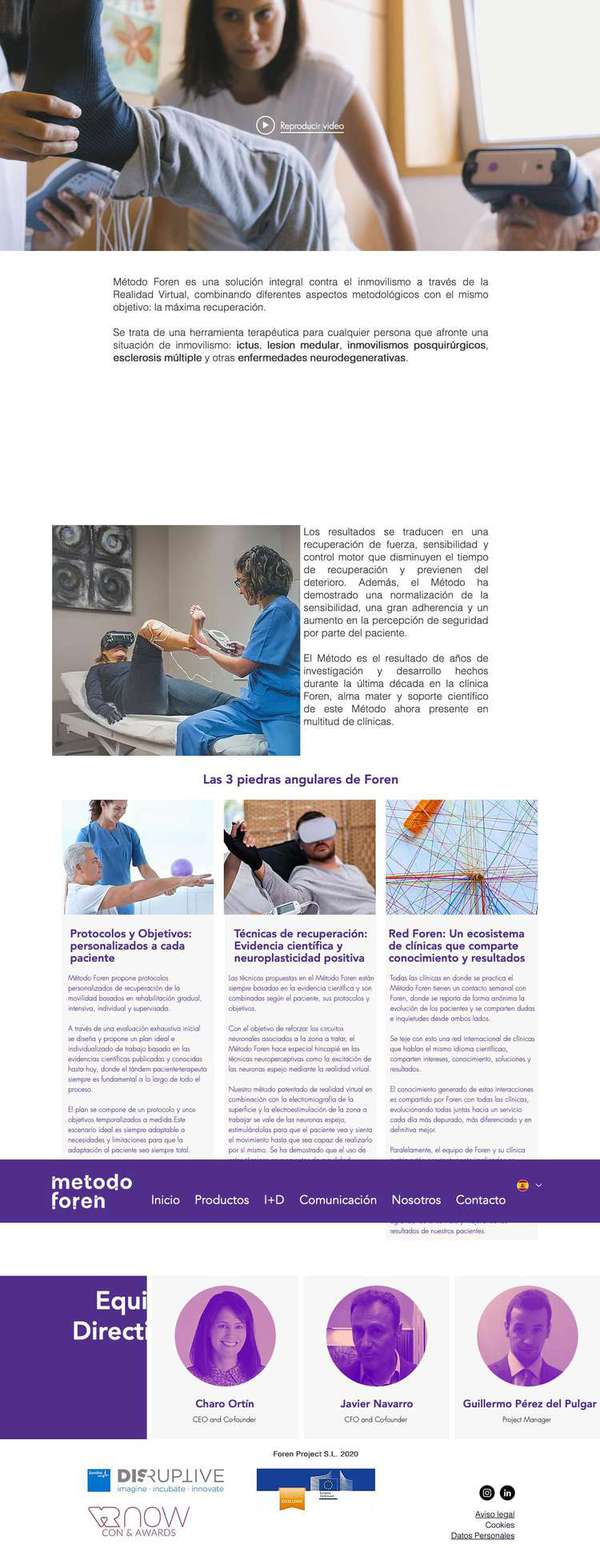 Reproducir video
Método Foren es una solución integral contra el inmovilismo a través de la
Realidad Virtual, combinando diferentes aspectos metodológicos con el mismo
objetivo: la máxima recuperación.
Se trata de una herramienta terapéutica para cualquier persona que afronte una
situación de inmovilismo: ictus, lesion medular, inmovilismos posquirúrgicos,
esclerosis múltiple y otras enfermedades neurodegenerativas.
Los resultados se traducen en una
recuperación de fuerza, sensibilidad y
control motor que disminuyen el tiempo
de recuperación y previenen del
deterioro. Además, el Método ha
demostrado una normalización de la
sensibilidad, una gran adherencia y un
aumento en la percepción de seguridad
por parte del paciente.
El Método es el resultado de años de
investigación y desarrollo hechos
durante la última década en la clínica
Foren, alma mater y soporte científico
de este Método ahora presente en
multitud de clínicas.
Las 3 piedras angulares de Foren
Protocolos y Objetivos:
personalizados a cada
paciente
Método Foren propone protocolos
personalizados de recuperación de la
movilidad basados en rehabilitación gradual,
intensiva, individual y supervisada.
A través de una evaluación exhaustiva inicial
se diseña y propone un plan ideal e
individualizado de trabajo basado en las
evidencias científicas publicadas y conocidas
hasta hoy, donde el tándem paciente-terapeuta
siempre es fundamental a lo largo de todo el
proceso.
El plan se compone de un protocolo y unos
objetivos temporalizados a medida.Este
escenario ideal es siempre adaptable a
necesidades y limitaciones para que la
adaptación al paciente sea siempre total.
Técnicas de recuperación:
Evidencia científica y
neuroplasticidad positiva
Las técnicas propuestas en el Método Foren están
siempre basadas en la evidencia científica y son
combinadas según el paciente, sus protocolos y
objetivos.
Con el objetivo de reforzar los circuitos
neuronales asociados a la zona a tratar, el
Método Foren hace especial hincapié en las
técnicas neuroperceptivas como la excitación de
las neuronas espejo mediante la realidad virtual.
Nuestro método patentado de realidad virtual en
combinación con la electromiografía de la
superficie y la electroestimulación de la zona a
trabajar se vale de las neuronas espejo,
estimulándolas para que el paciente vea y sienta
el movimiento hasta que sea capaz de realizarlo
por sí mismo. Se ha demostrado que el uso de
Red Foren: Un ecosistema
de clínicas que comparte
conocimiento y resultados
Todas las clínicas en donde se practica el
Método Foren tienen un contacto semanal con
Foren, donde se reporta de forma anónima la
evolución de los pacientes y se comparten dudas
e inquietudes desde ambos lados.
Se teje con esto una red internacional de clínicas
que hablan el mismo idioma científicao,
comparten intereses, conocimiento, soluciones y
resultados.
El conocimiento generado de estas interacciones
es compartido por Foren con todas las clínicas,
evolucionando todas juntas hacia un servicio
cada día más depurado, más diferenciado y en
definitiva mejor.
Paralelamente, el equipo de Foren y su clínica
resultados de nuestros pacientes.
metodo
foren
Inicio Productos I+D Comunicación Nosotros Contacto
Equi
Directi
Charo Ortín
CEO and Co-founder
Javier Navarro
CFO and Co-founder
Guillermo Pérez del Pulgar
Project Manager
Foren Project S.L. 2020
DISRUPTIVE
imagine · incubate · innovate
VRNOW
CON & AWARDS
Aviso legal
Cookies
Datos Personales